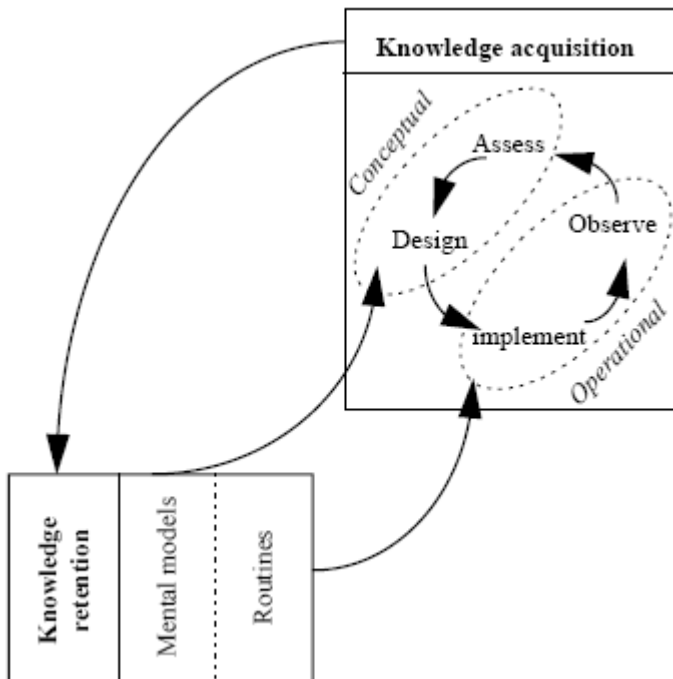 Knowledge acquisition
Conceptual
Assess
Design
Observe
implement
Operational
Knowledge
retention
Mental models
Routines